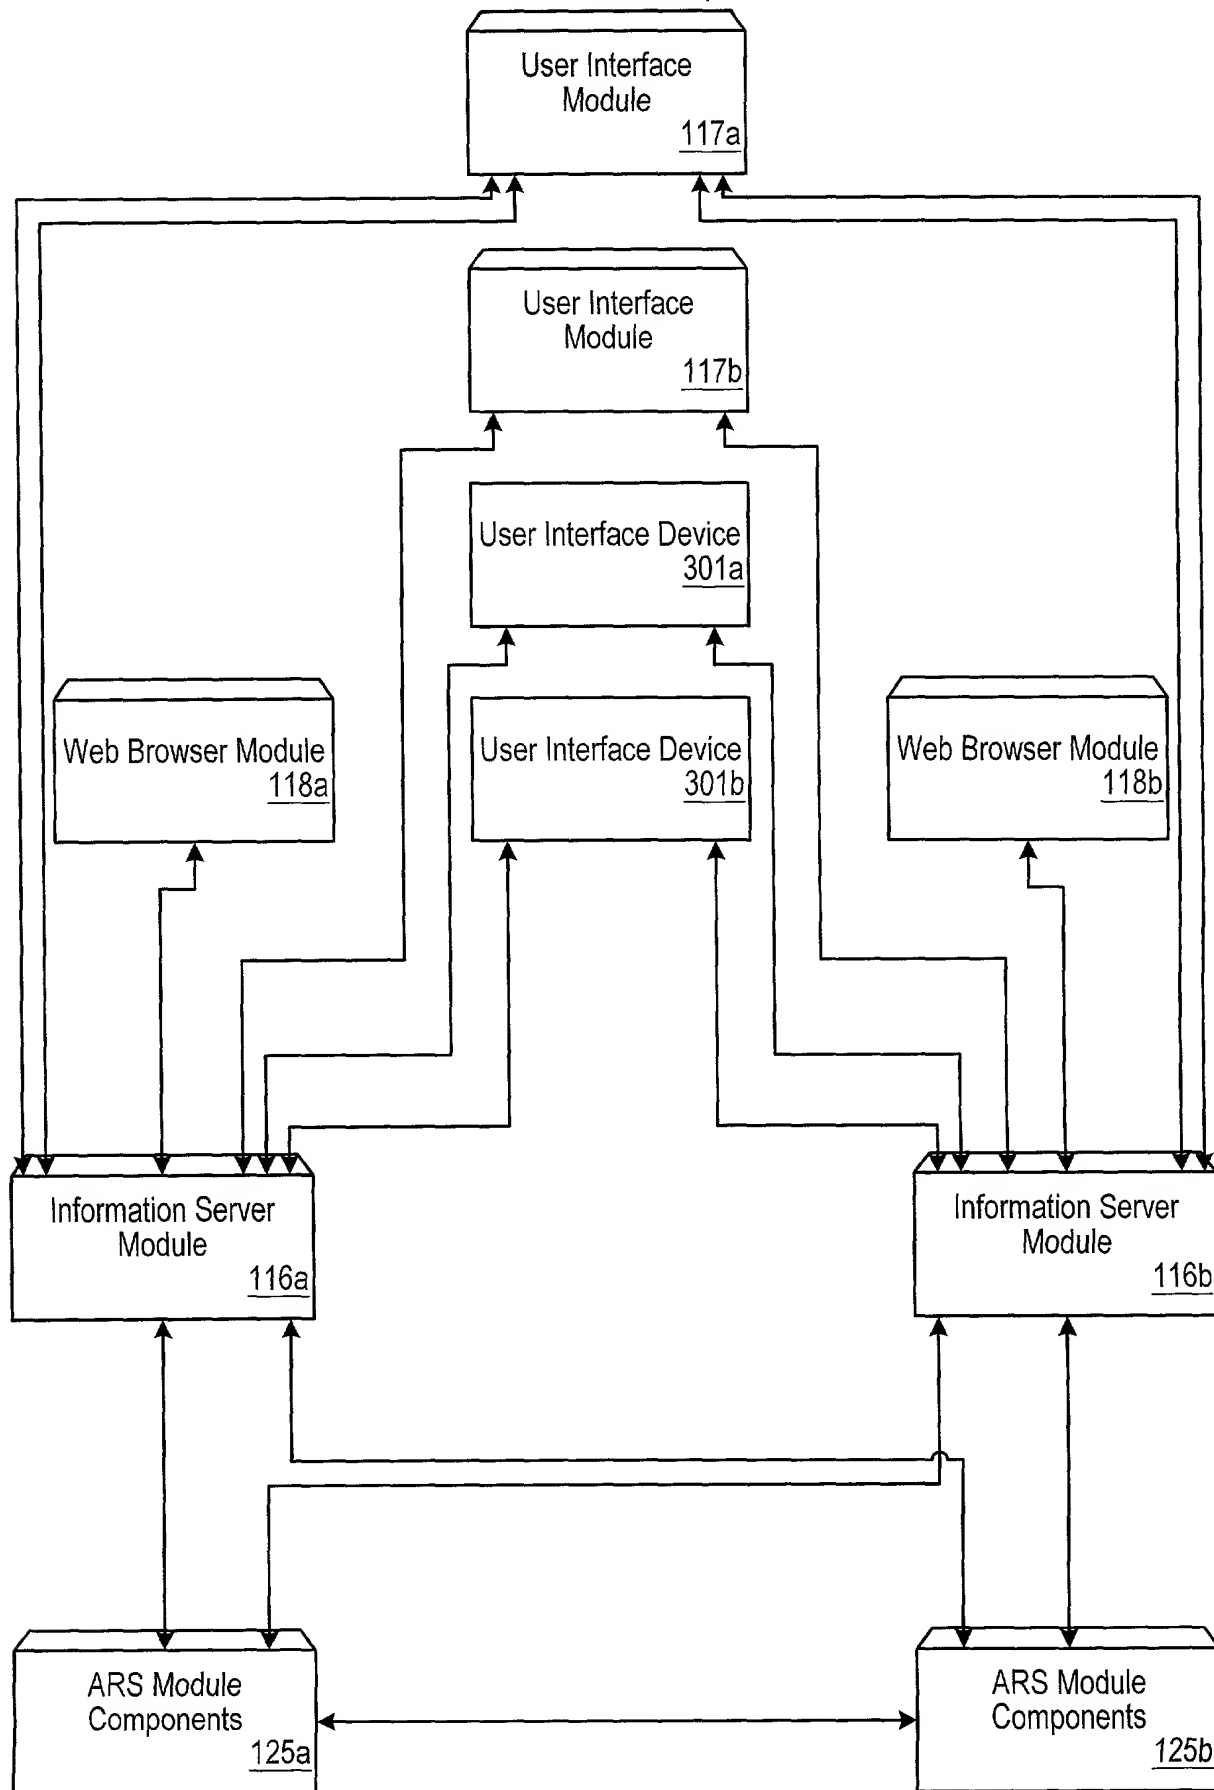 User Interface
Module
117a
User Interface
Module
117b
User Interface Device
301a
Web Browser Module
118a
User Interface Device
301b
Web Browser Module
118b
Information Server
Module
116a
Information Server
Module
116b
ARS Module
Components
125a
ARS Module
Components
125b